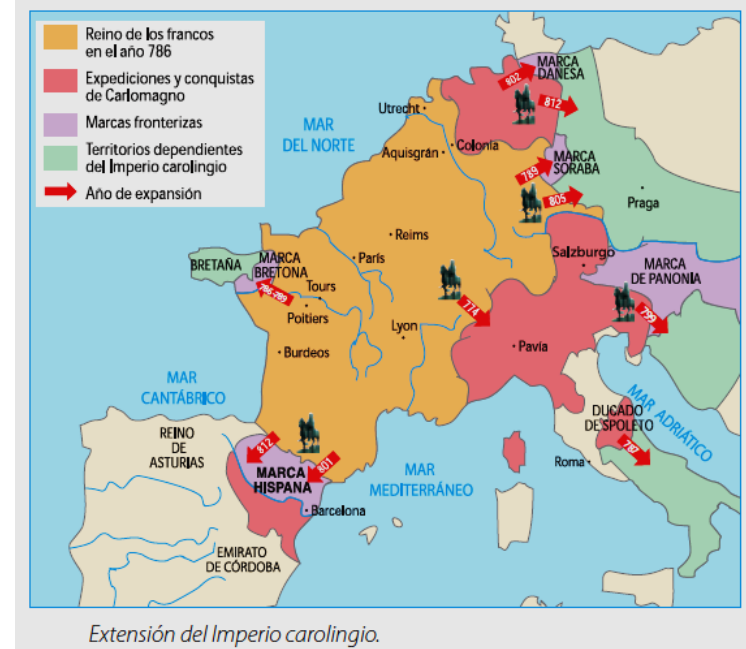 Reino de los francos
en el año 786
Expediciones y conquistas
de Carlomagno
Marcas fronterizas
Territorios dependientes
del Imperio carolingio
Año de expansión
MAR
DEL NORTE
Utrecht
Aquisgrán
Colonia
802
MARCA
DANESA
812
789
MARCA
SORABA
805
Praga
Reims
París
BRETAÑA
MARCA
BRETONA
786-789
Tours
Poitiers
Burdeos
Lyon
774
Salzburgo
MARCA
DE PANONIA
799
Pavía
MAR
CANTÁBRICO
REINO
DE
ASTURIAS
812
801
MARCA
HISPANA
Barcelona
EMIRATO
DE CÓRDOBA
MAR
MEDITERRÁNEO
MAR ADRIÁTICO
DUCADO
DE SPOLETO
787
Roma
Extensión del Imperio carolingio.